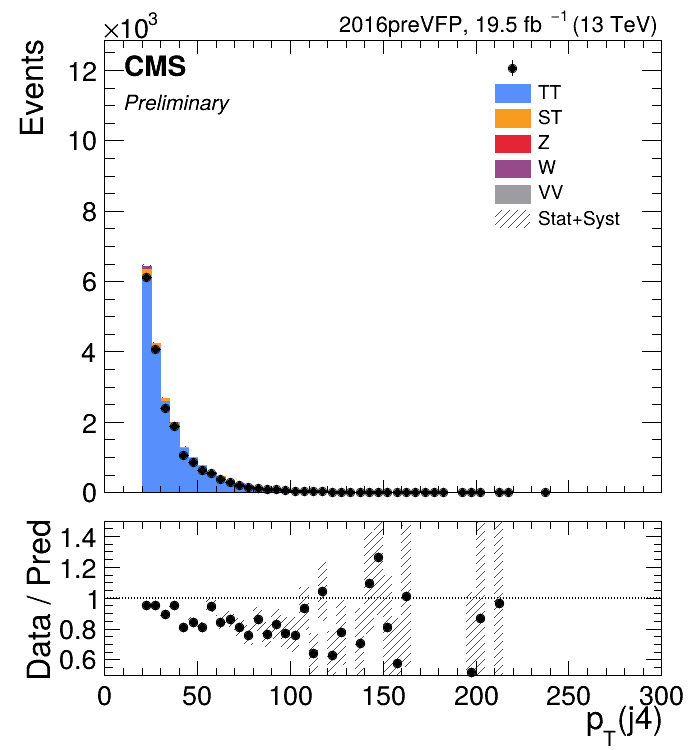 ×10³
2016preVFP, 19.5 fb ⁻¹ (13 TeV)
Events
CMS
Preliminary
TT
ST
Z
W
VV
Stat+Syst
12
10
8
6
4
2
0
Data / Pred
1.4
1.2
1
0.8
0.6
0 50 100 150 200 250 300
p_T(j4)